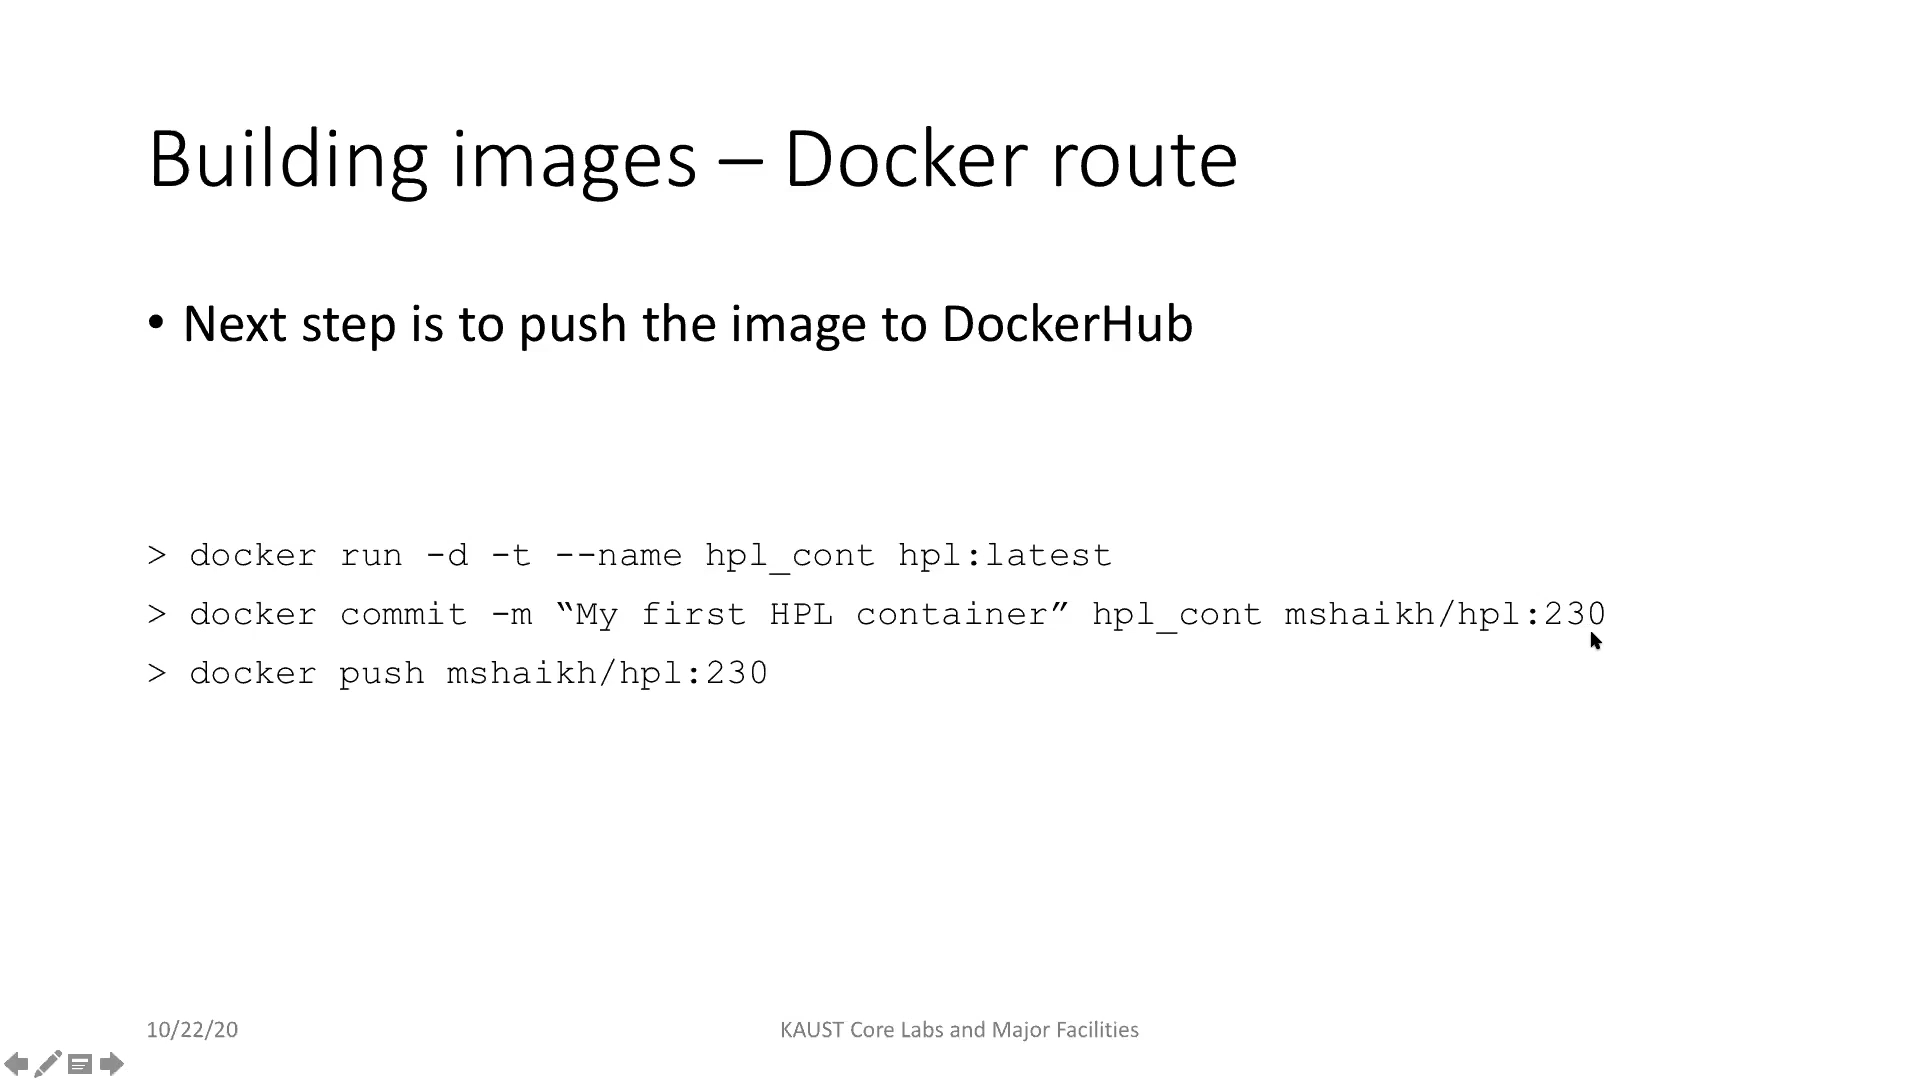 Building images – Docker route
• Next step is to push the image to DockerHub
> docker run -d -t --name hpl_cont hpl:latest
> docker commit -m “My first HPL container” hpl_cont mshaikh/hpl:230
> docker push mshaikh/hpl:230
10/22/20
KAUST Core Labs and Major Facilities